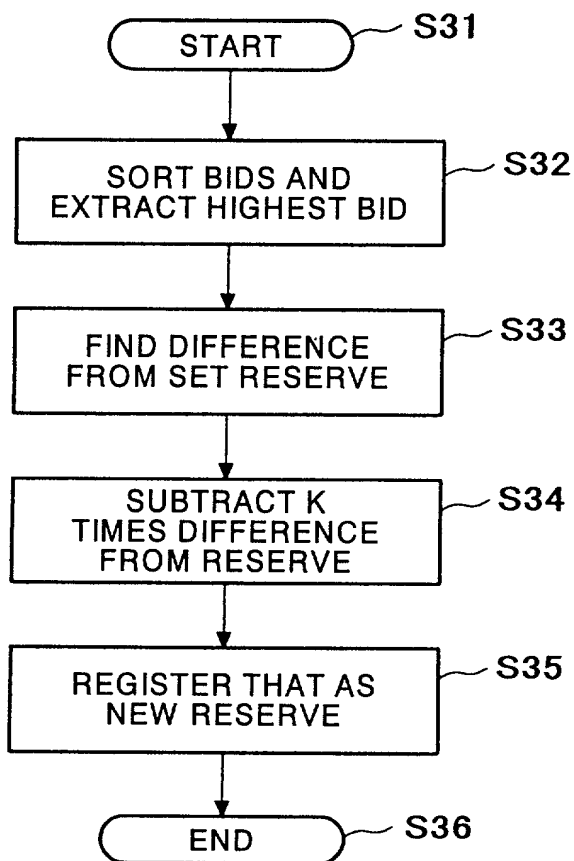 START
S31
SORT BIDS AND
EXTRACT HIGHEST BID
S32
FIND DIFFERENCE
FROM SET RESERVE
S33
SUBTRACT K
TIMES DIFFERENCE
FROM RESERVE
S34
REGISTER THAT AS
NEW RESERVE
S35
END
S36